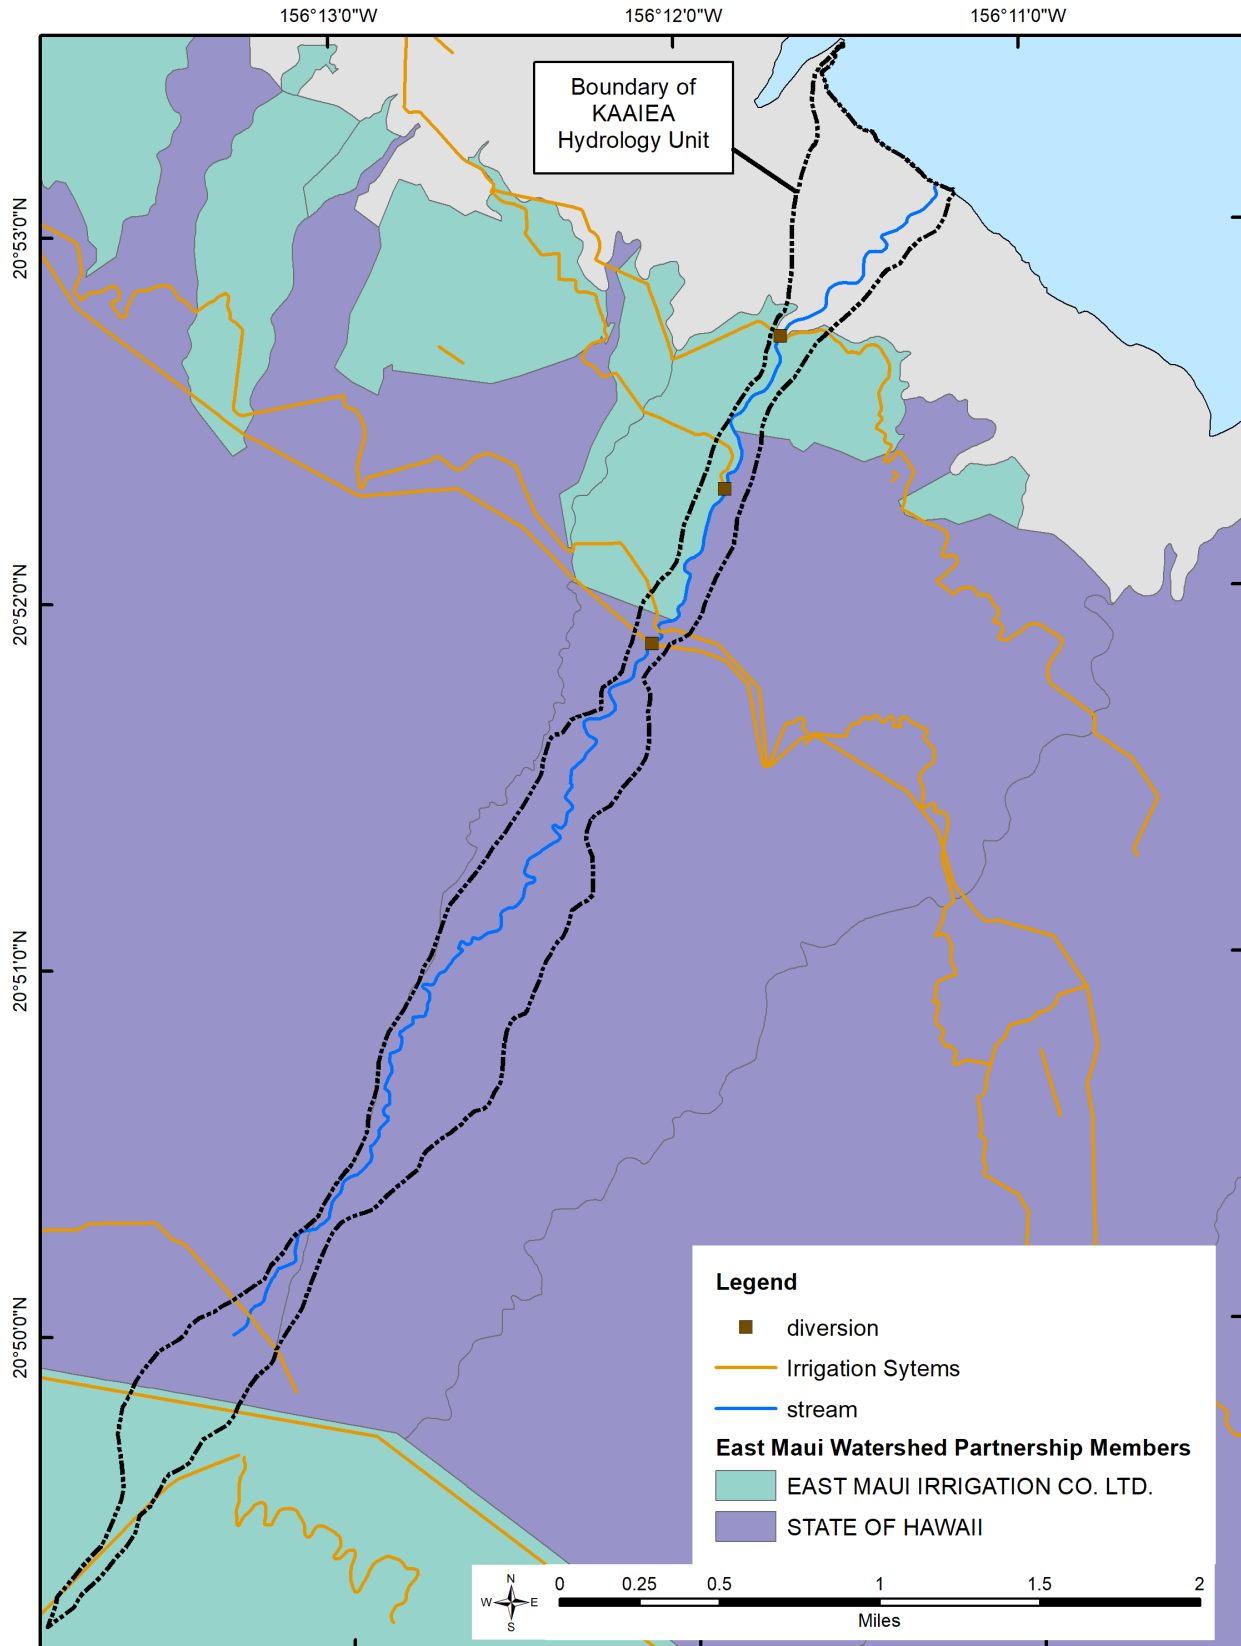 156°13'0"W
156°12'0"W
156°11'0"W
Boundary of
KAAIEA
Hydrology Unit
20°53'0"N
20°52'0"N
20°51'0"N
20°50'0"N
Legend
diversion
Irrigation Sytems
stream
East Maui Watershed Partnership Members
EAST MAUI IRRIGATION CO. LTD.
STATE OF HAWAII
N
W E
S
0 0.25 0.5 1 1.5 2
Miles